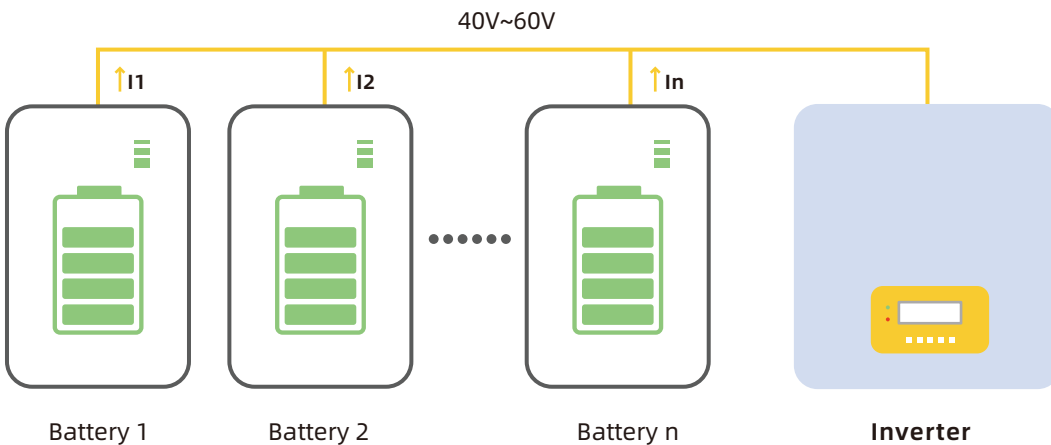 40V~60V
I1
I2
In
Battery 1
Battery 2
Battery n
Inverter